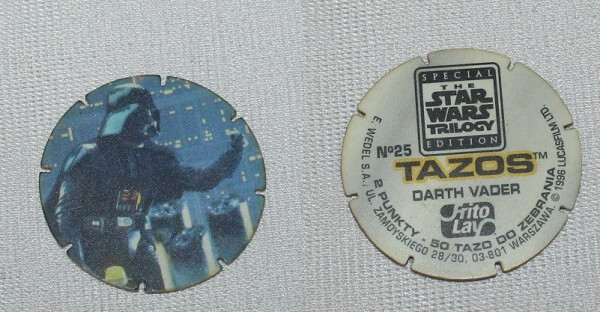 SPECIAL
THE
STAR
WARS
TRILOGY
EDITION
Nº25
TAZOS™
DARTH VADER
Frito
Lay
2 PUNKTY · 50 TAZO DO ZEBRANIA
E. WEDEL S.A., UL. ZAMOYSKIEGO 28/30, 03-801 WARSZAWA. © 1996 LUCASFILM LTD.